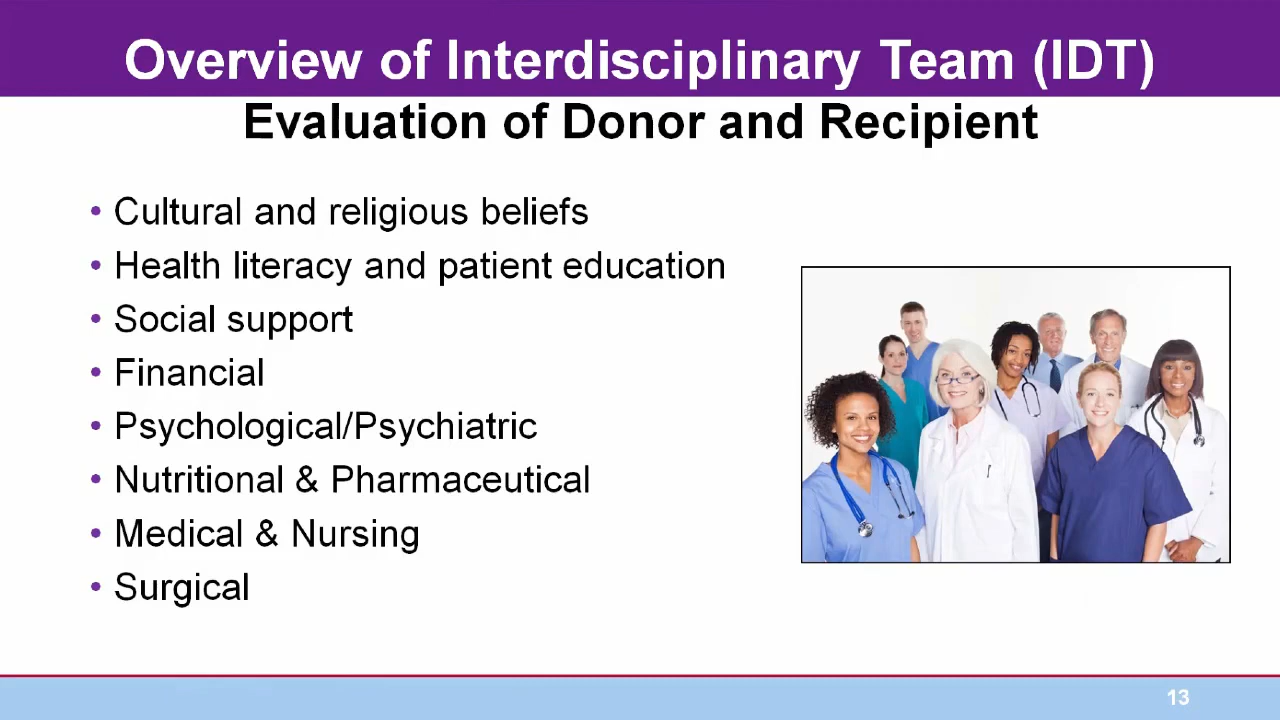 Overview of Interdisciplinary Team (IDT)
Evaluation of Donor and Recipient
• Cultural and religious beliefs
• Health literacy and patient education
• Social support
• Financial
• Psychological/Psychiatric
• Nutritional & Pharmaceutical
• Medical & Nursing
• Surgical
13